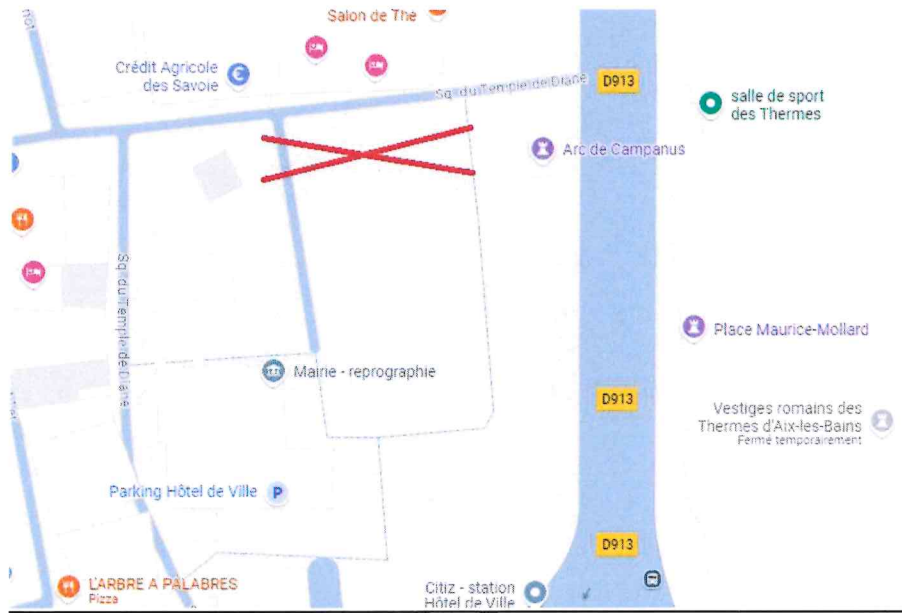 Salon de The
Crédit Agricole
des Savoie
Sq. du Temple de Diane
D913
salle de sport
des Thermes
Arc de Campanus
Sq. du Temple de Diane
Place Maurice-Mollard
Mairie - reprographie
D913
Vestiges romains des
Thermes d'Aix-les-Bains
Fermé temporairement
Parking Hôtel de Ville
P
D913
L'ARBRE A PALABRES
Pizza
Citiz - station
Hôtel de Ville